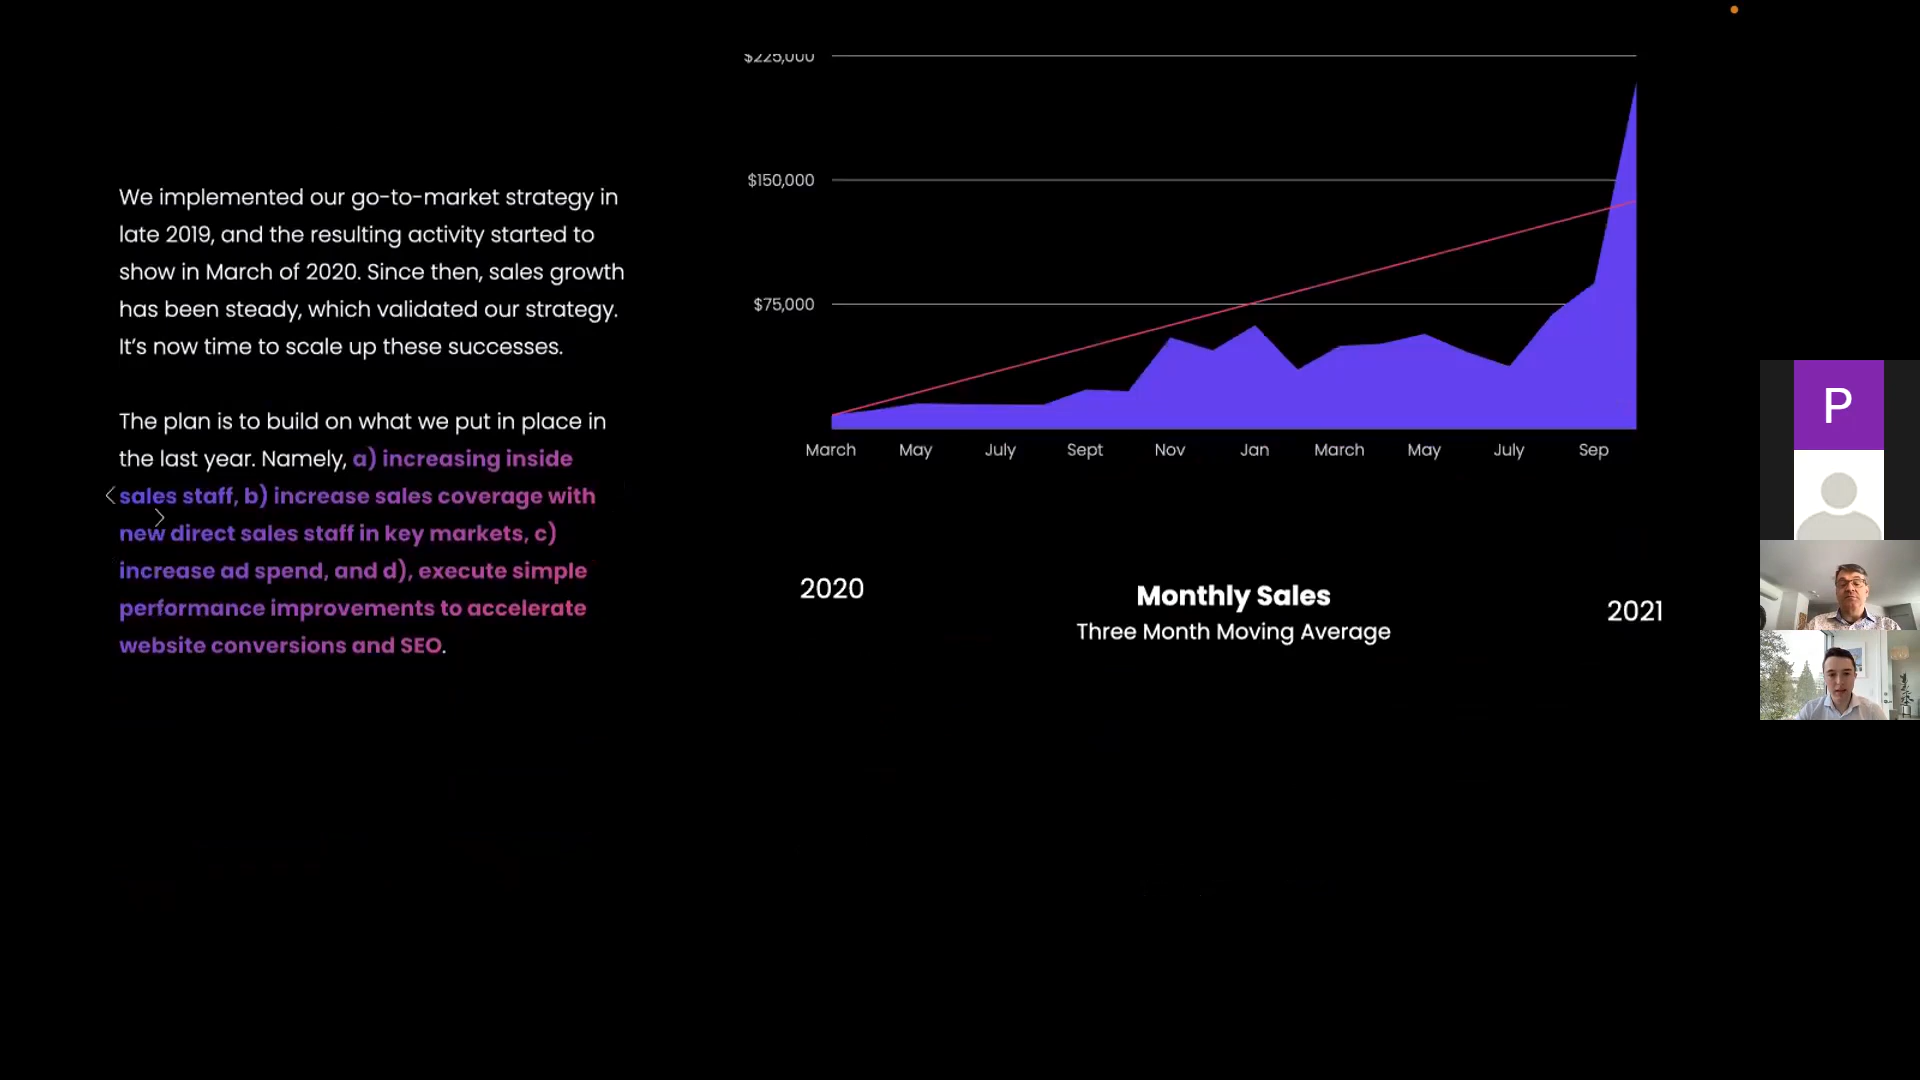 We implemented our go-to-market strategy in
late 2019, and the resulting activity started to
show in March of 2020. Since then, sales growth
has been steady, which validated our strategy.
It's now time to scale up these successes.
The plan is to build on what we put in place in
the last year. Namely, a) increasing inside
sales staff, b) increase sales coverage with
new direct sales staff in key markets, c)
increase ad spend, and d), execute simple
performance improvements to accelerate
website conversions and SEO.
$225,000
$150,000
$75,000
March May July Sept Nov Jan March May July Sep
2020
Monthly Sales
Three Month Moving Average
2021
P